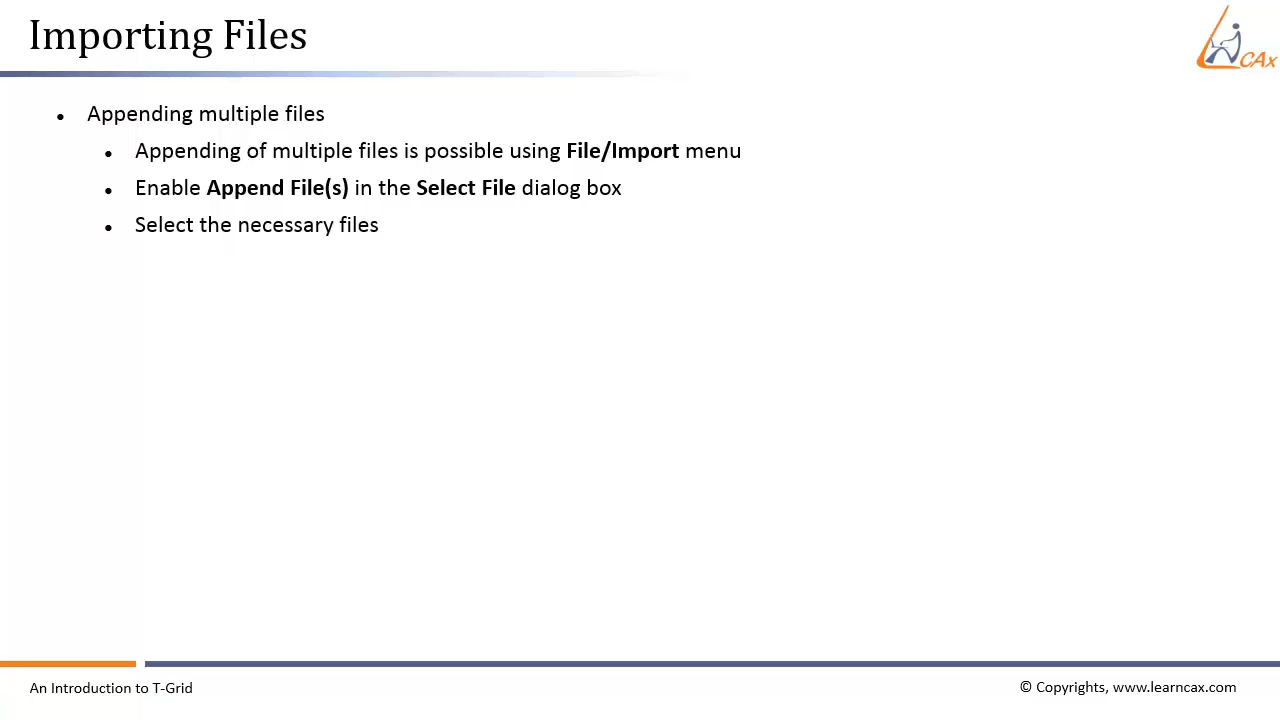 Importing Files
CAx
• Appending multiple files
• Appending of multiple files is possible using File/Import menu
• Enable Append File(s) in the Select File dialog box
• Select the necessary files
An Introduction to T-Grid
© Copyrights, www.learncax.com